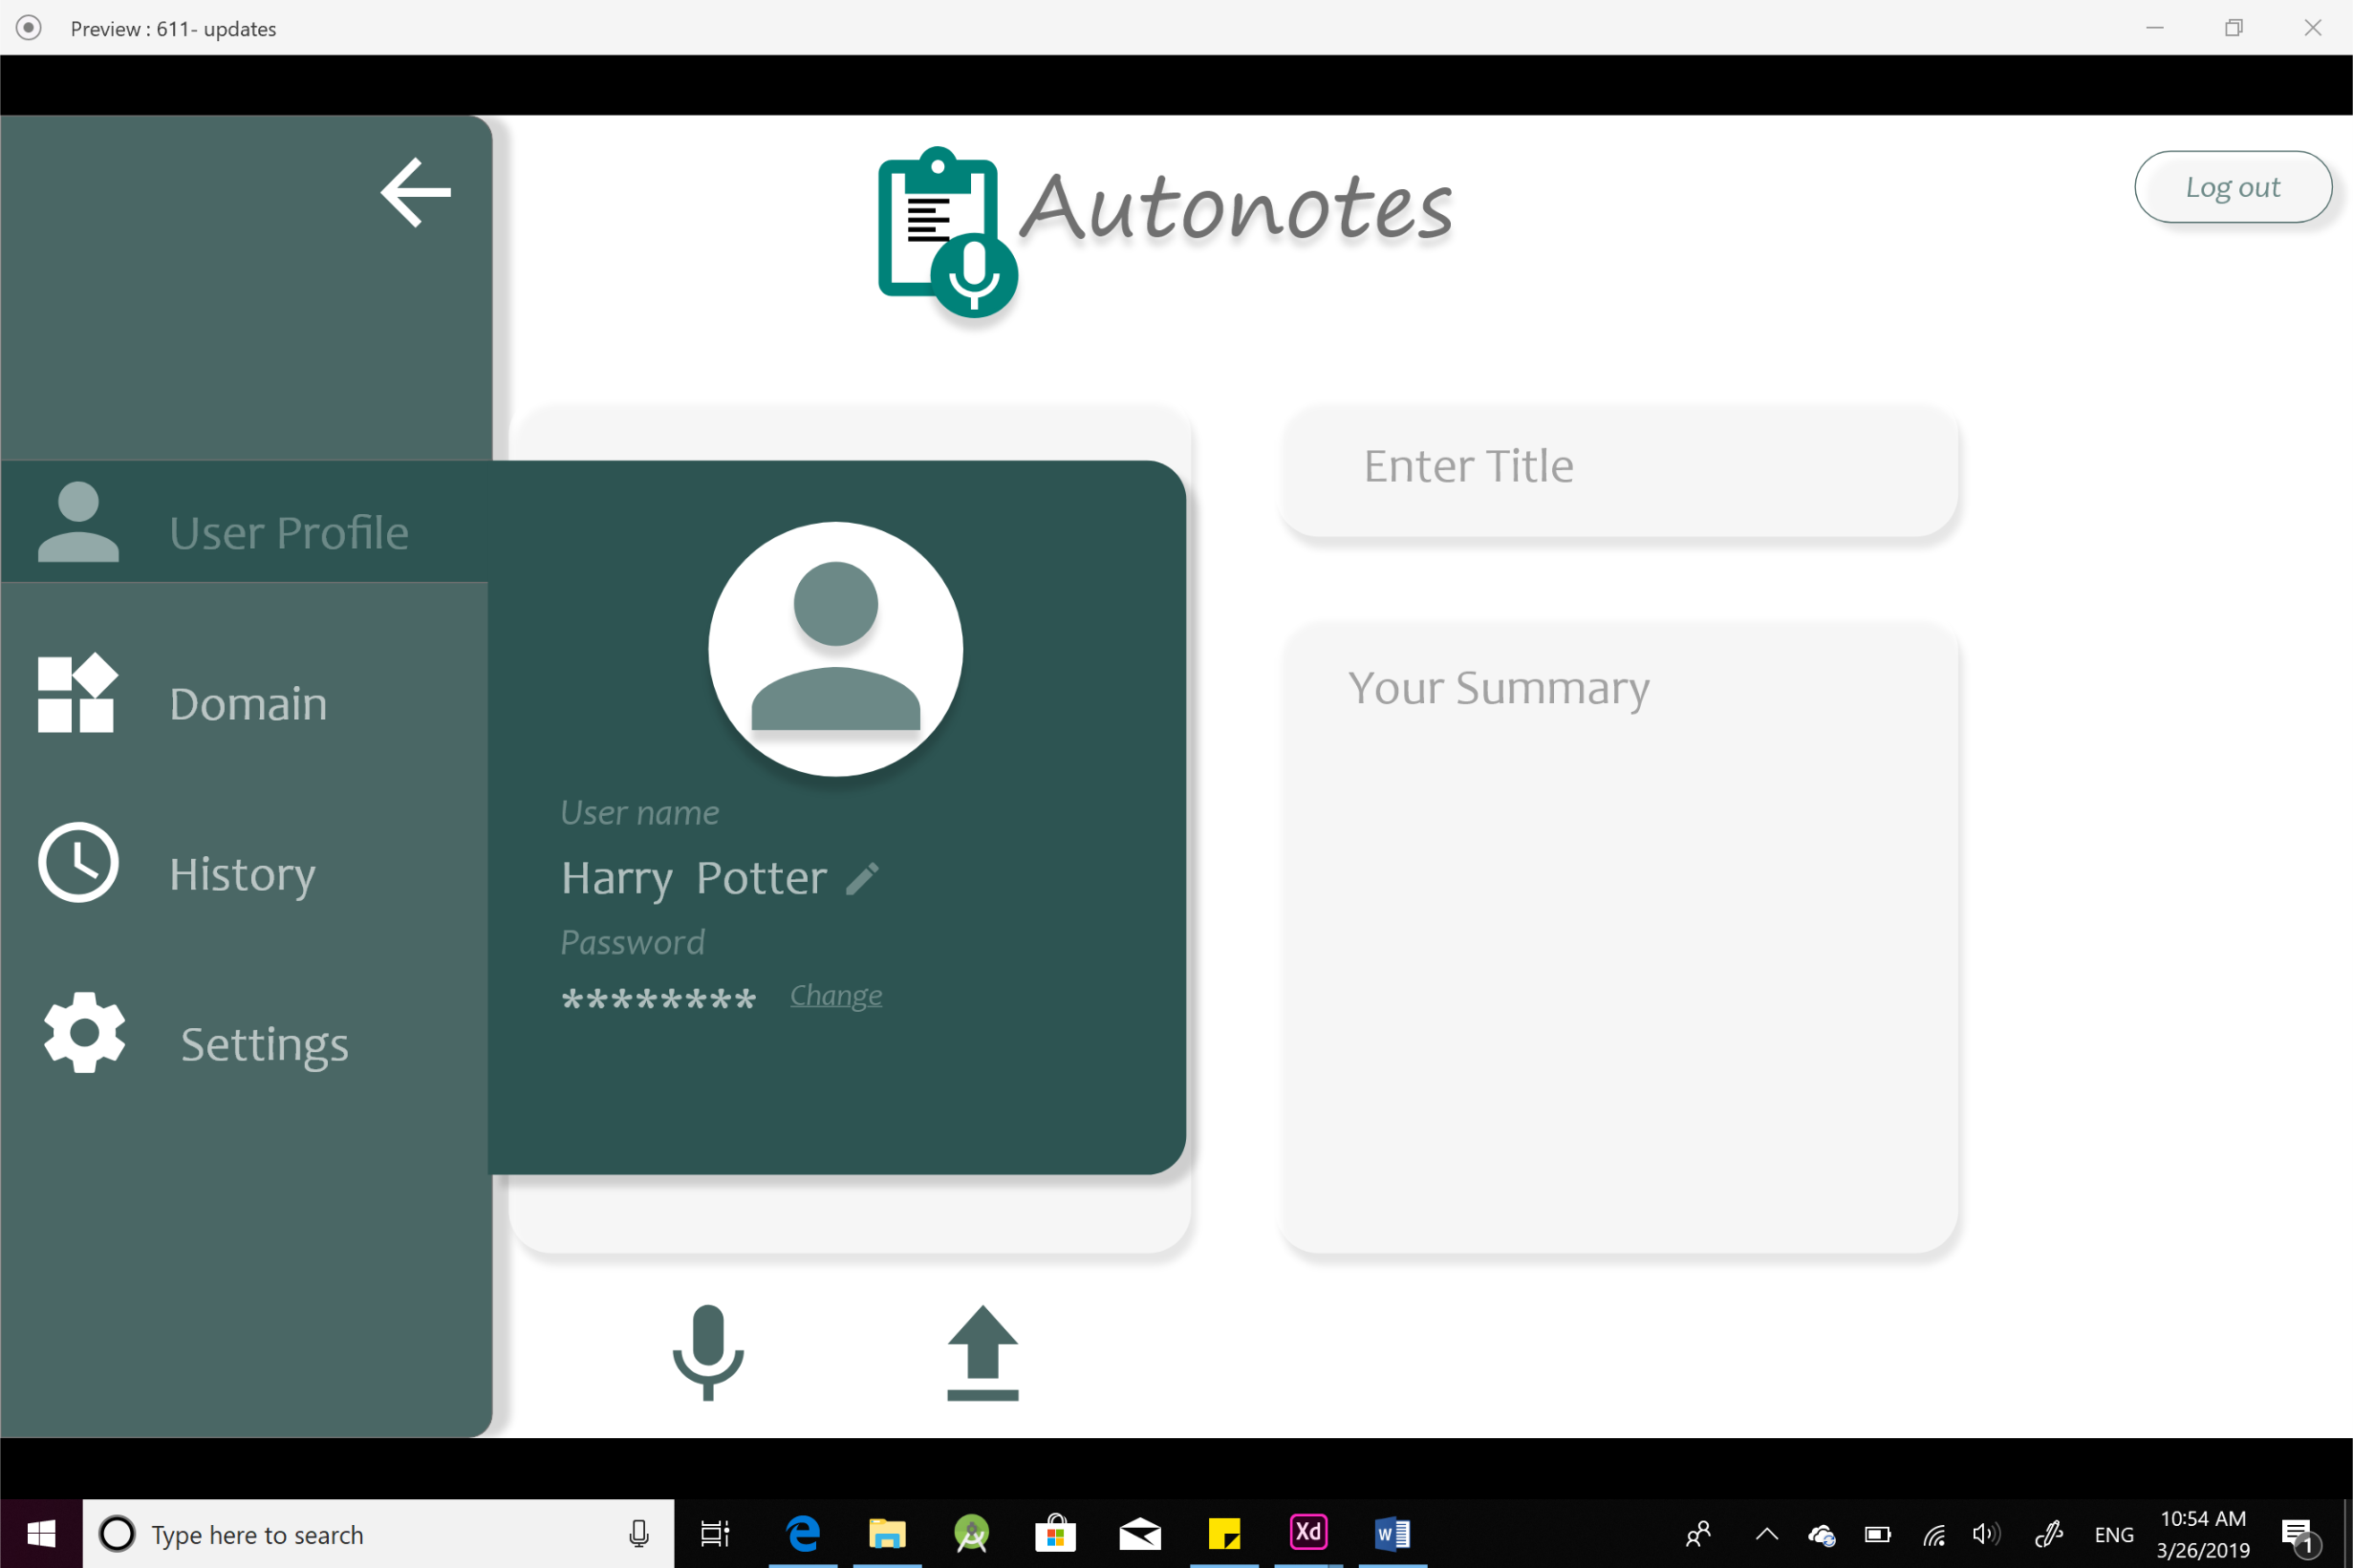 Preview : 611- updates
Autonotes
Log out
Enter Title
User Profile
Your Summary
Domain
User name
Harry Potter
History
Password
******** Change
Settings
Type here to search
Xd
W
ENG
10:54 AM
3/26/2019
1